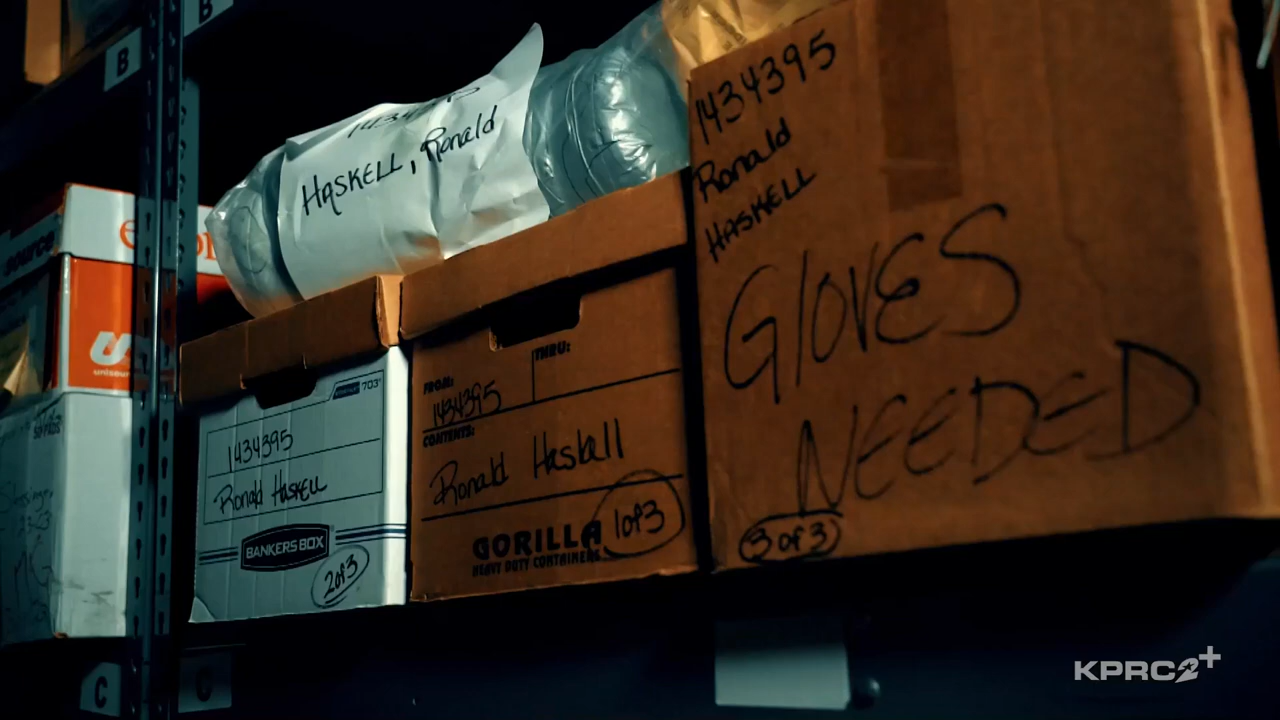 B
B
HASKELL, Ronald
1434395
Ronald
HASKELL
GLOVES
NEEDED
3 of 3
FROM:
THRU:
1434395
CONTENTS:
Ronald Haskell
1 of 3
GORILLA
HEAVY DUTY CONTAINERS
703
1434395
Ronald HASKELL
BANKERS BOX
2 of 3
C
KPRC2+